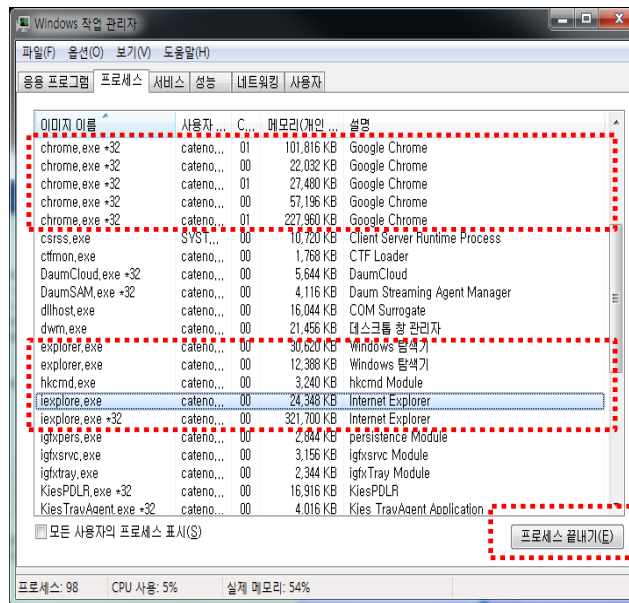 Windows 작업 관리자
파일(F) 옵션(O) 보기(V) 도움말(H)
응용 프로그램 프로세스 서비스 성능 네트워킹 사용자
이미지 이름 사용자 ... C... 메모리(개인 ... 설명
chrome.exe *32 cateno... 01 101,816 KB Google Chrome
chrome.exe *32 cateno... 00 22,032 KB Google Chrome
chrome.exe *32 cateno... 01 27,480 KB Google Chrome
chrome.exe *32 cateno... 00 57,196 KB Google Chrome
chrome.exe *32 cateno... 01 227,960 KB Google Chrome
csrss.exe SYST... 00 10,720 KB Client Server Runtime Process
ctfmon.exe cateno... 00 1,768 KB CTF Loader
DaumCloud.exe *32 cateno... 00 5,644 KB DaumCloud
DaumSAM.exe *32 cateno... 00 4,116 KB Daum Streaming Agent Manager
dllhost.exe cateno... 00 16,044 KB COM Surrogate
dwm.exe cateno... 00 21,456 KB 데스크톱 창 관리자
explorer.exe cateno... 00 30,620 KB Windows 탐색기
explorer.exe cateno... 00 12,388 KB Windows 탐색기
hkcmd.exe cateno... 00 3,240 KB hkcmd Module
iexplore.exe cateno... 00 24,348 KB Internet Explorer
iexplore.exe *32 cateno... 00 321,700 KB Internet Explorer
igfxpers.exe cateno... 00 2,844 KB persistence Module
igfxsrvc.exe cateno... 00 3,156 KB igfxsrvc Module
igfxtray.exe cateno... 00 2,344 KB igfxTray Module
KiesPDLR.exe *32 cateno... 00 16,916 KB KiesPDLR
KiesTrayAgent.exe *32 cateno... 00 4,016 KB Kies TrayAgent Application
모든 사용자의 프로세스 표시(S) 프로세스 끝내기(E)
프로세스: 98 CPU 사용: 5% 실제 메모리: 54%